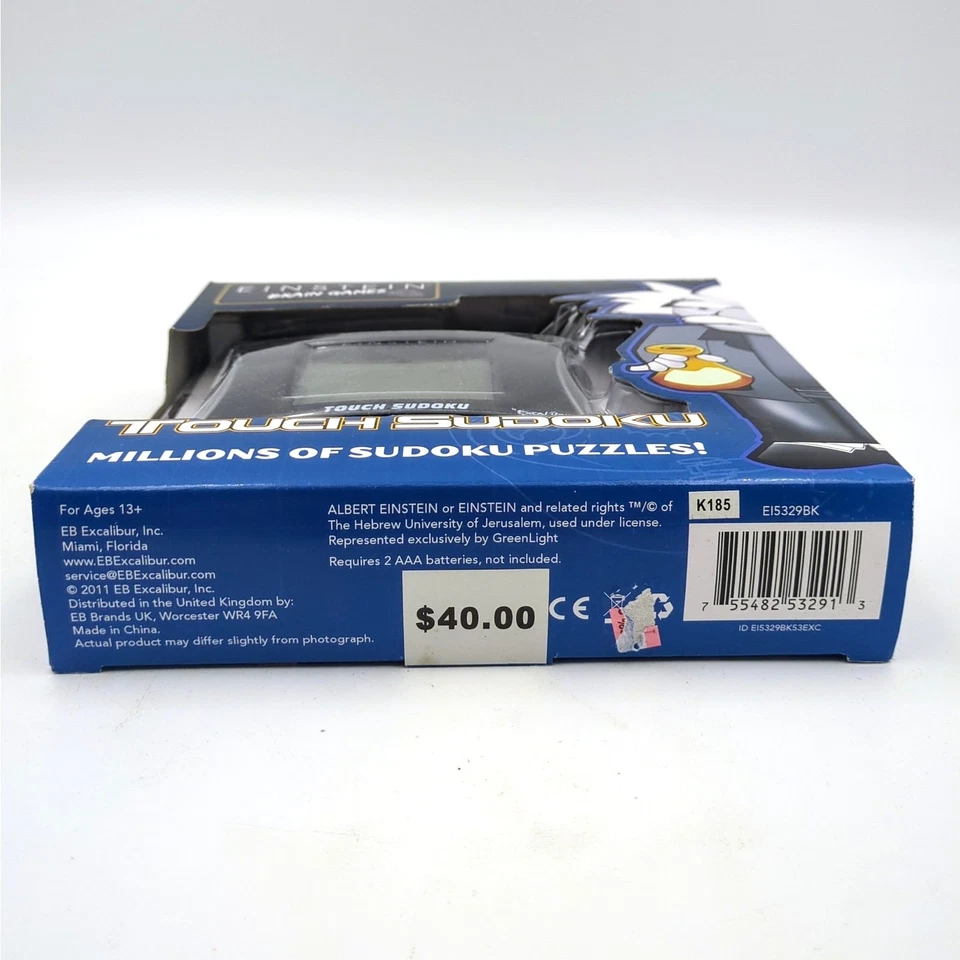 EINSTEIN
BRAIN GAMES
TOUCH SUDOKU
TOUCH SUDOKU
MILLIONS OF SUDOKU PUZZLES!
For Ages 13+
EB Excalibur, Inc.
Miami, Florida
www.EBExcalibur.com
service@EBExcalibur.com
© 2011 EB Excalibur, Inc.
Distributed in the United Kingdom by:
EB Brands UK, Worcester WR4 9FA
Made in China.
Actual product may differ slightly from photograph.
ALBERT EINSTEIN or EINSTEIN and related rights ™/© of
The Hebrew University of Jerusalem, used under license.
Represented exclusively by GreenLight
Requires 2 AAA batteries, not included.
$40.00
CE
K185
EI5329BK
7 55482 53291 3
ID EI5329BK53EXC